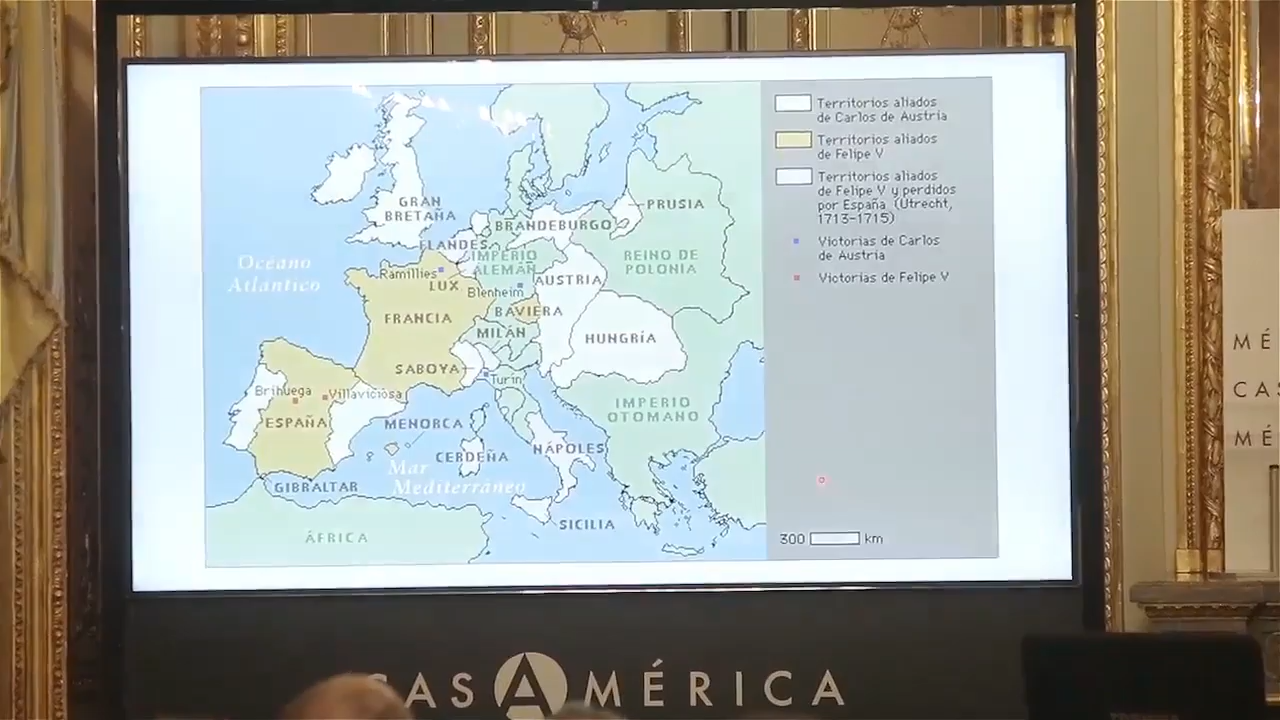 Territorios aliados
de Carlos de Austria
Territorios aliados
de Felipe V
Territorios aliados
de Felipe V y perdidos
por España (Utrecht,
1713-1715)
Victorias de Carlos
de Austria
Victorias de Felipe V
300 km
GRAN
BRETAÑA
PRUSIA
BRANDEBURGO
FLANDES
IMPERIO
ALEMÁN
REINO DE
POLONIA
Oceano
Atlantico
Ramillies
LUX
Blenheim
AUSTRIA
BAVIERA
FRANCIA
MILÁN
HUNGRÍA
SABOYA
Turín
Brihuega
Villaviciosa
IMPERIO
OTOMANO
ESPAÑA
MENORCA
CERDEÑA
NÁPOLES
Mar
Mediterraneo
GIBRALTAR
SICILIA
ÁFRICA
MÉ
CAS
MÉ
CASAMÉRICA